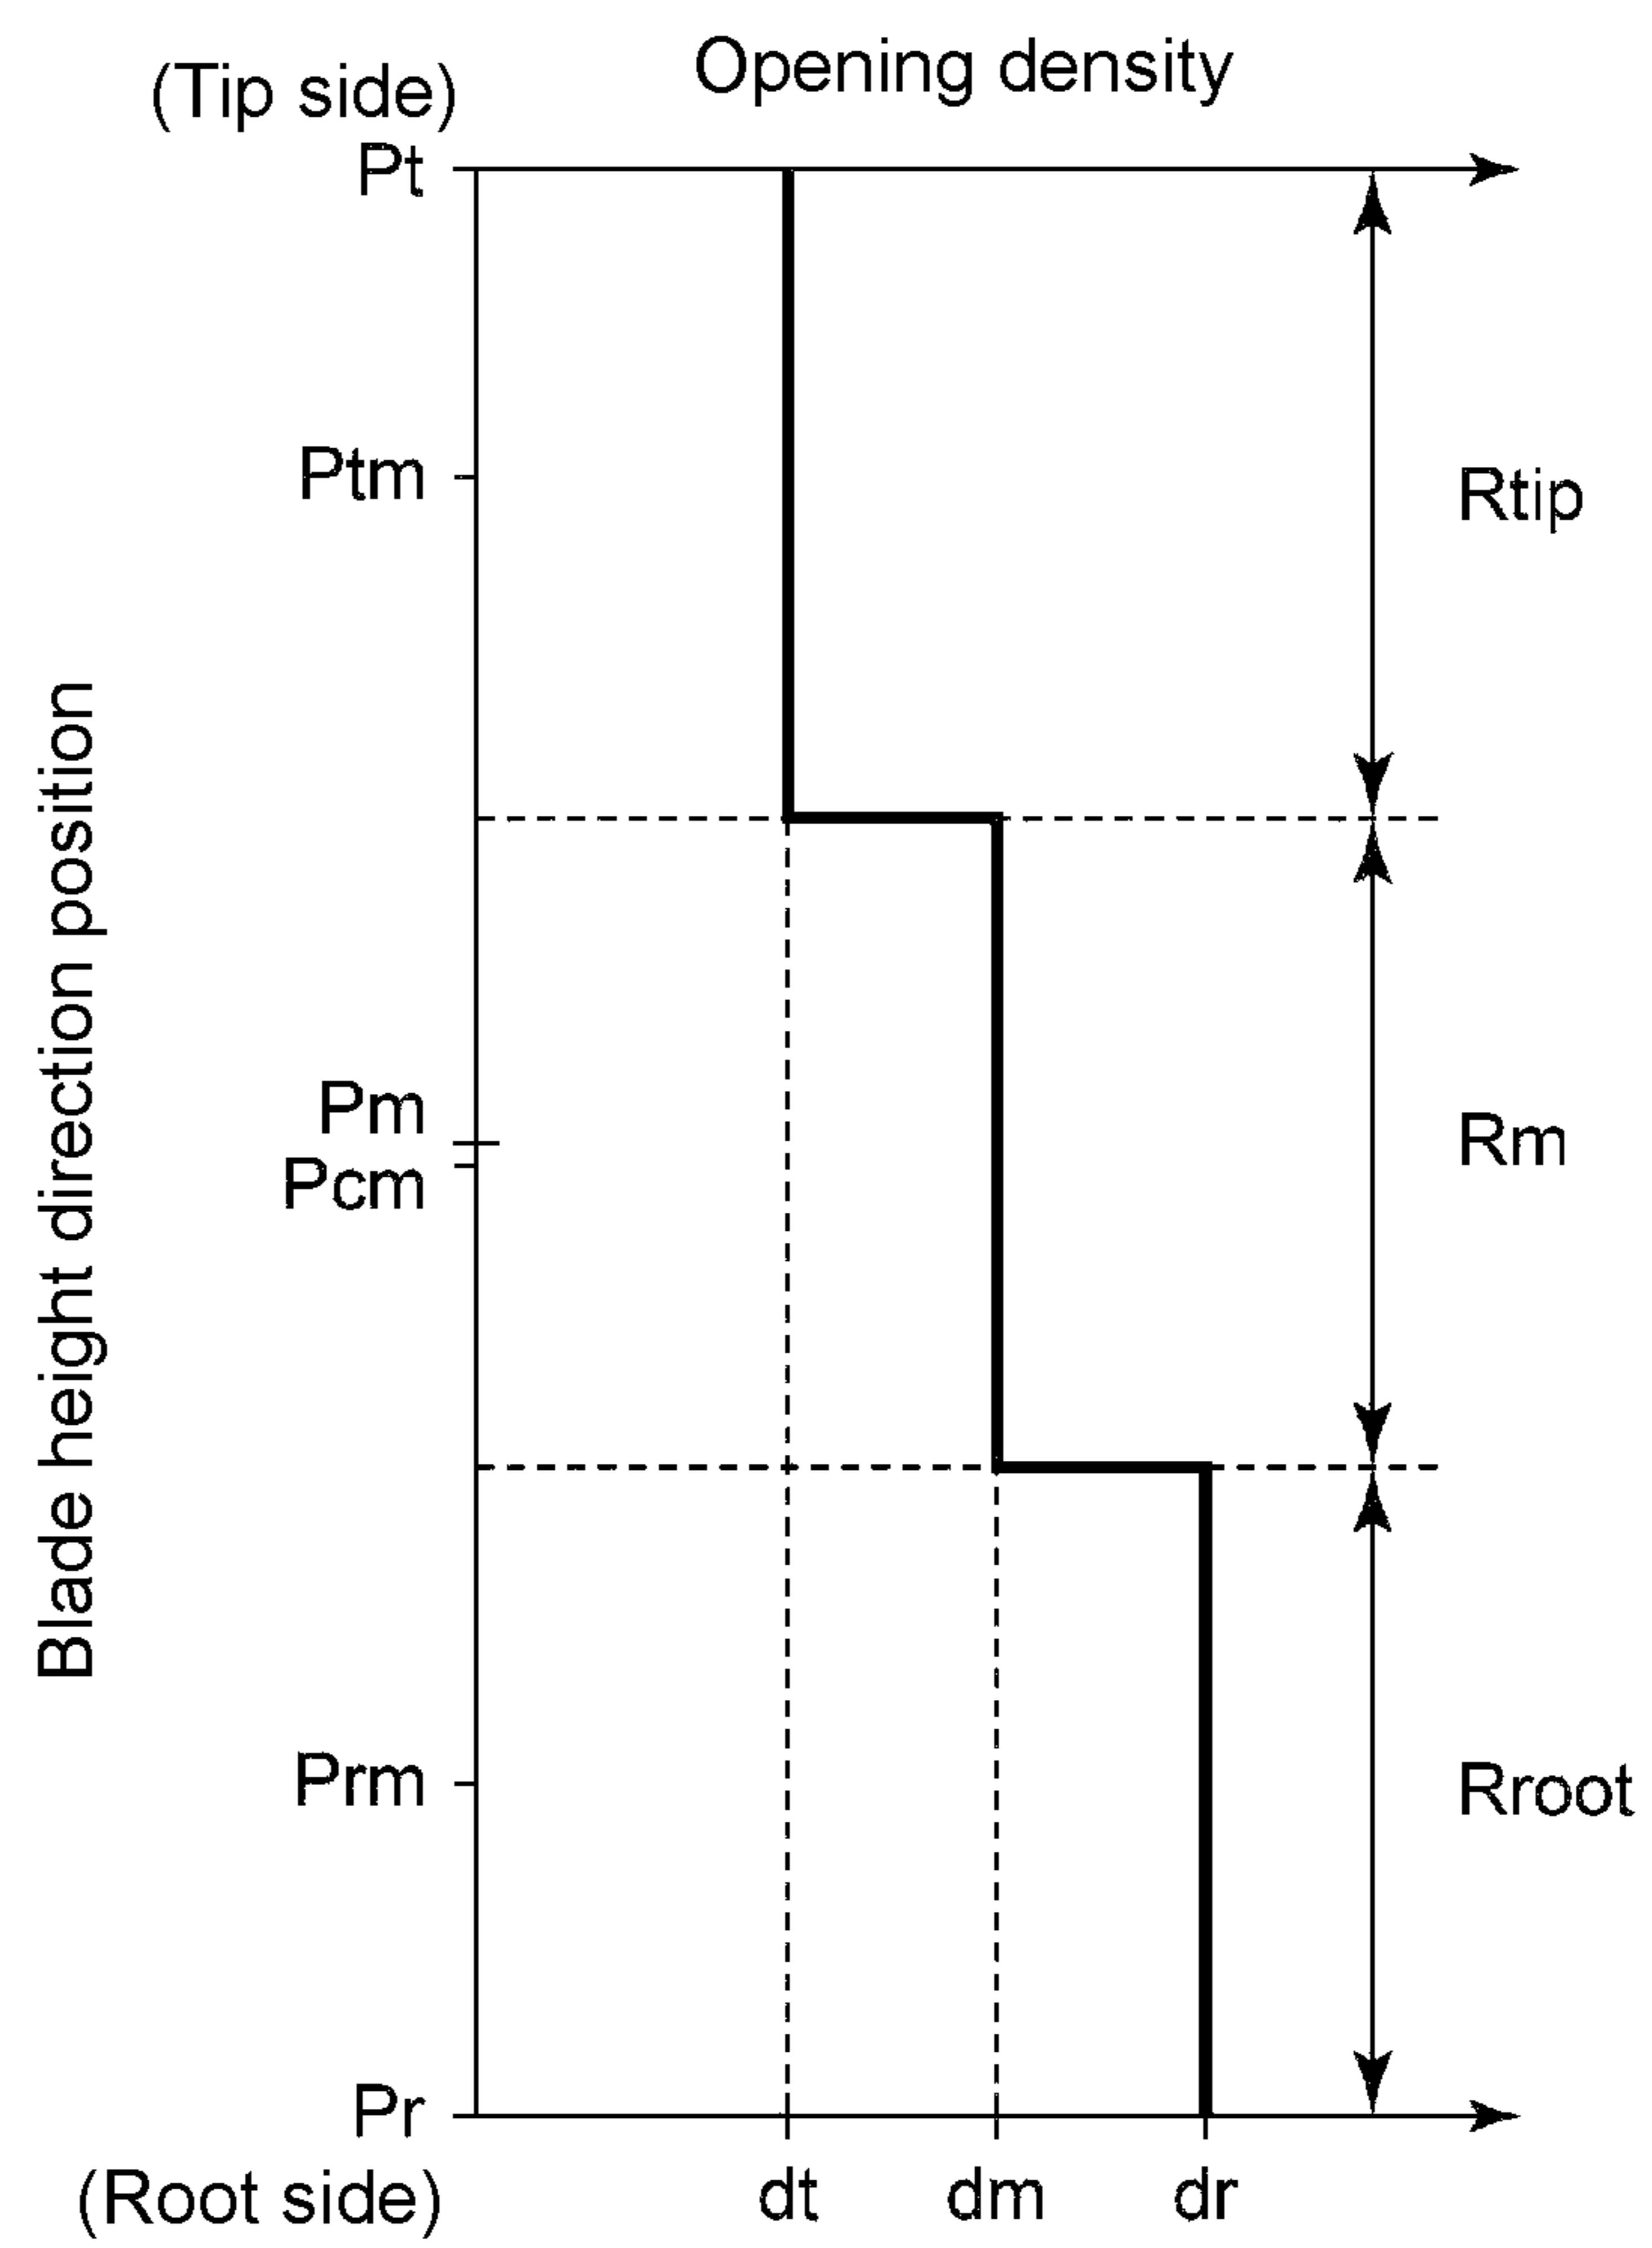 Opening density
(Tip side)
Pt
Ptm
Rtip
Blade height direction position
Pm
Pcm
Rm
Prm
Rroot
Pr
(Root side)
dt
dm
dr